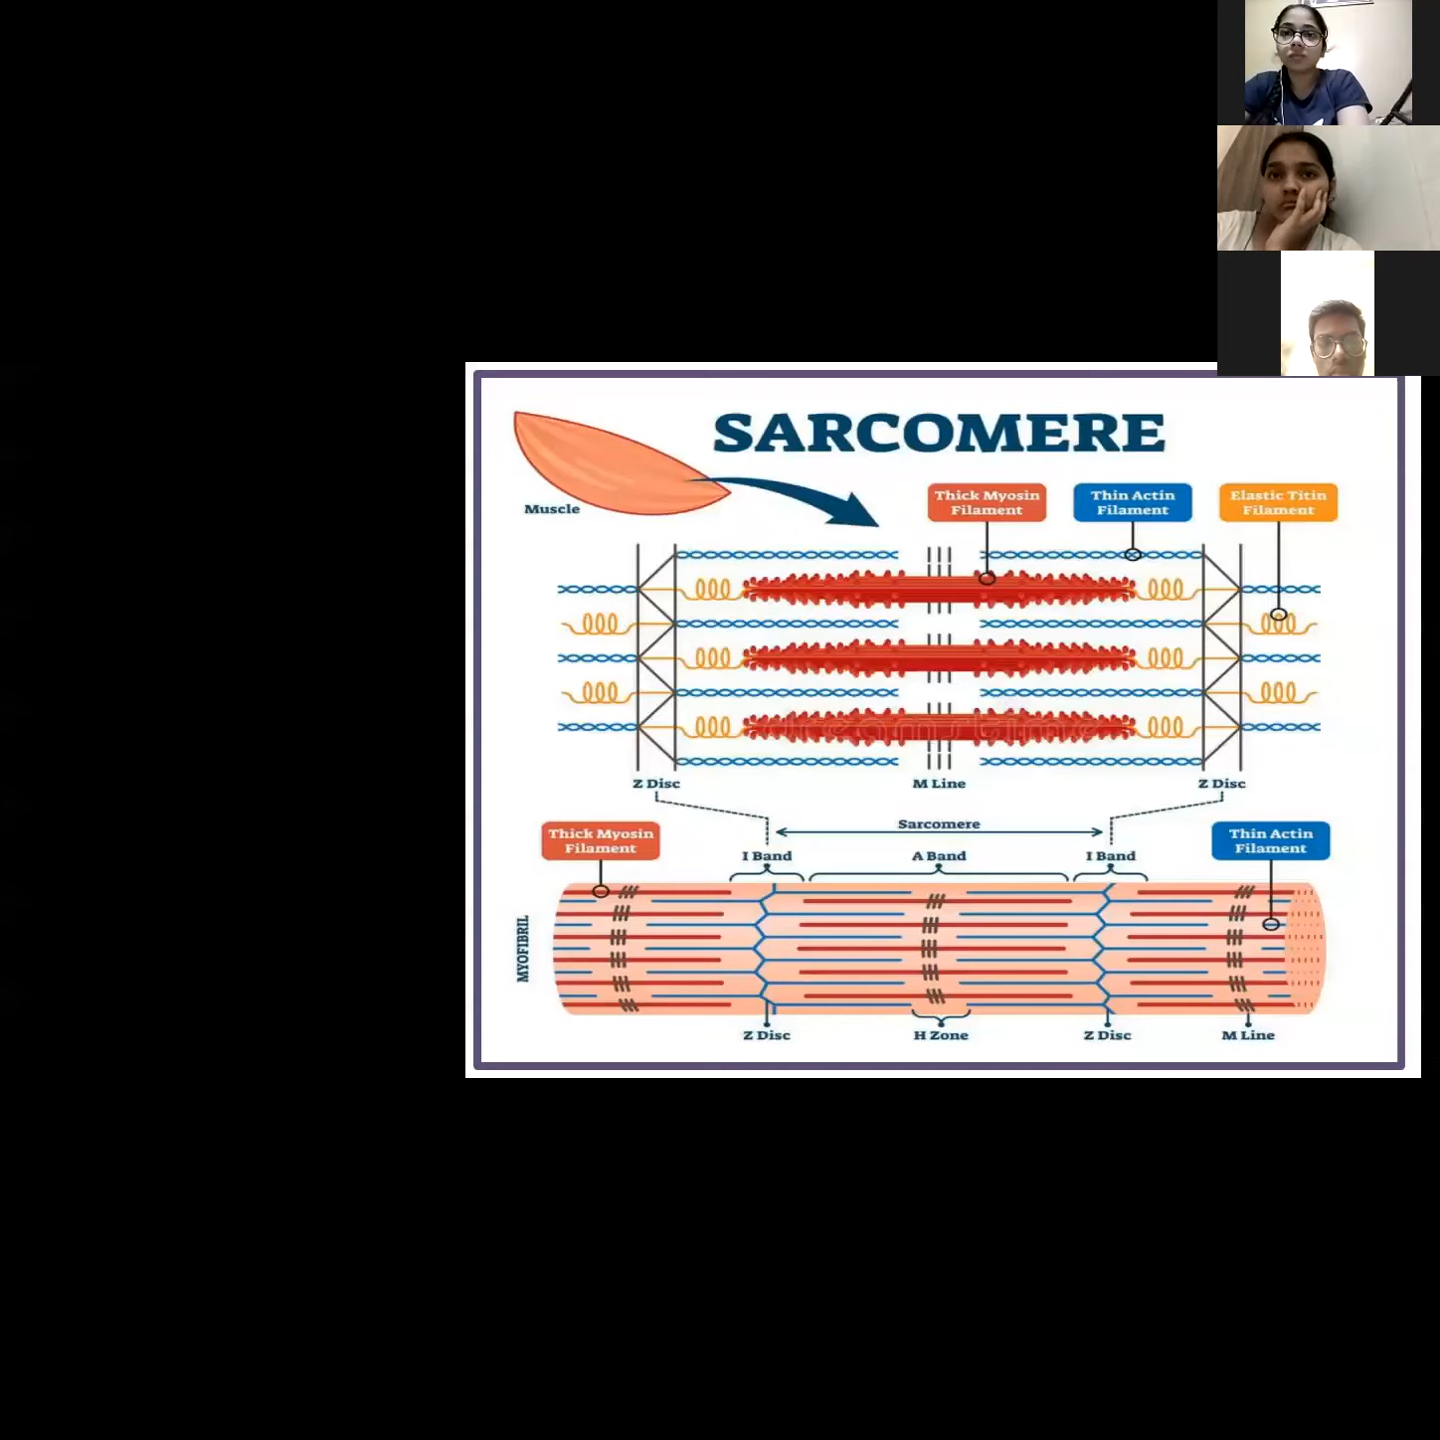 SARCOMERE
Muscle
Thick Myosin
Filament
Thin Actin
Filament
Elastic Titin
Filament
dreamstime
Z Disc
M Line
Z Disc
Sarcomere
Thick Myosin
Filament
Thin Actin
Filament
I Band
A Band
I Band
MYOFIBRIL
Z Disc
H Zone
Z Disc
M Line